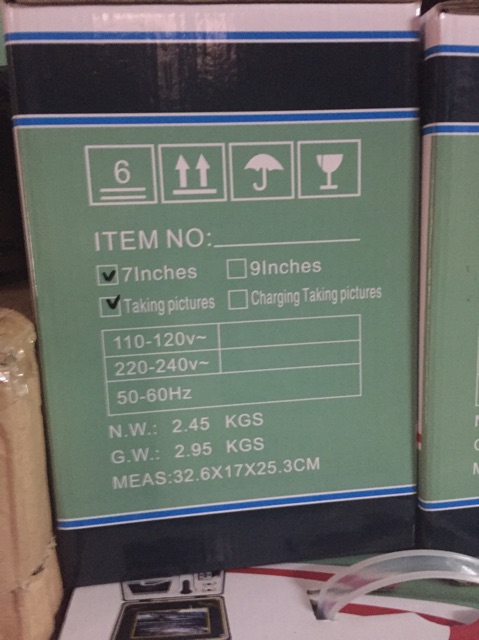 6
ITEM NO:
7Inches 9Inches
Taking pictures Charging Taking pictures
110-120v~
220-240v~
50-60Hz
N.W.: 2.45 KGS
G.W.: 2.95 KGS
MEAS:32.6X17X25.3CM